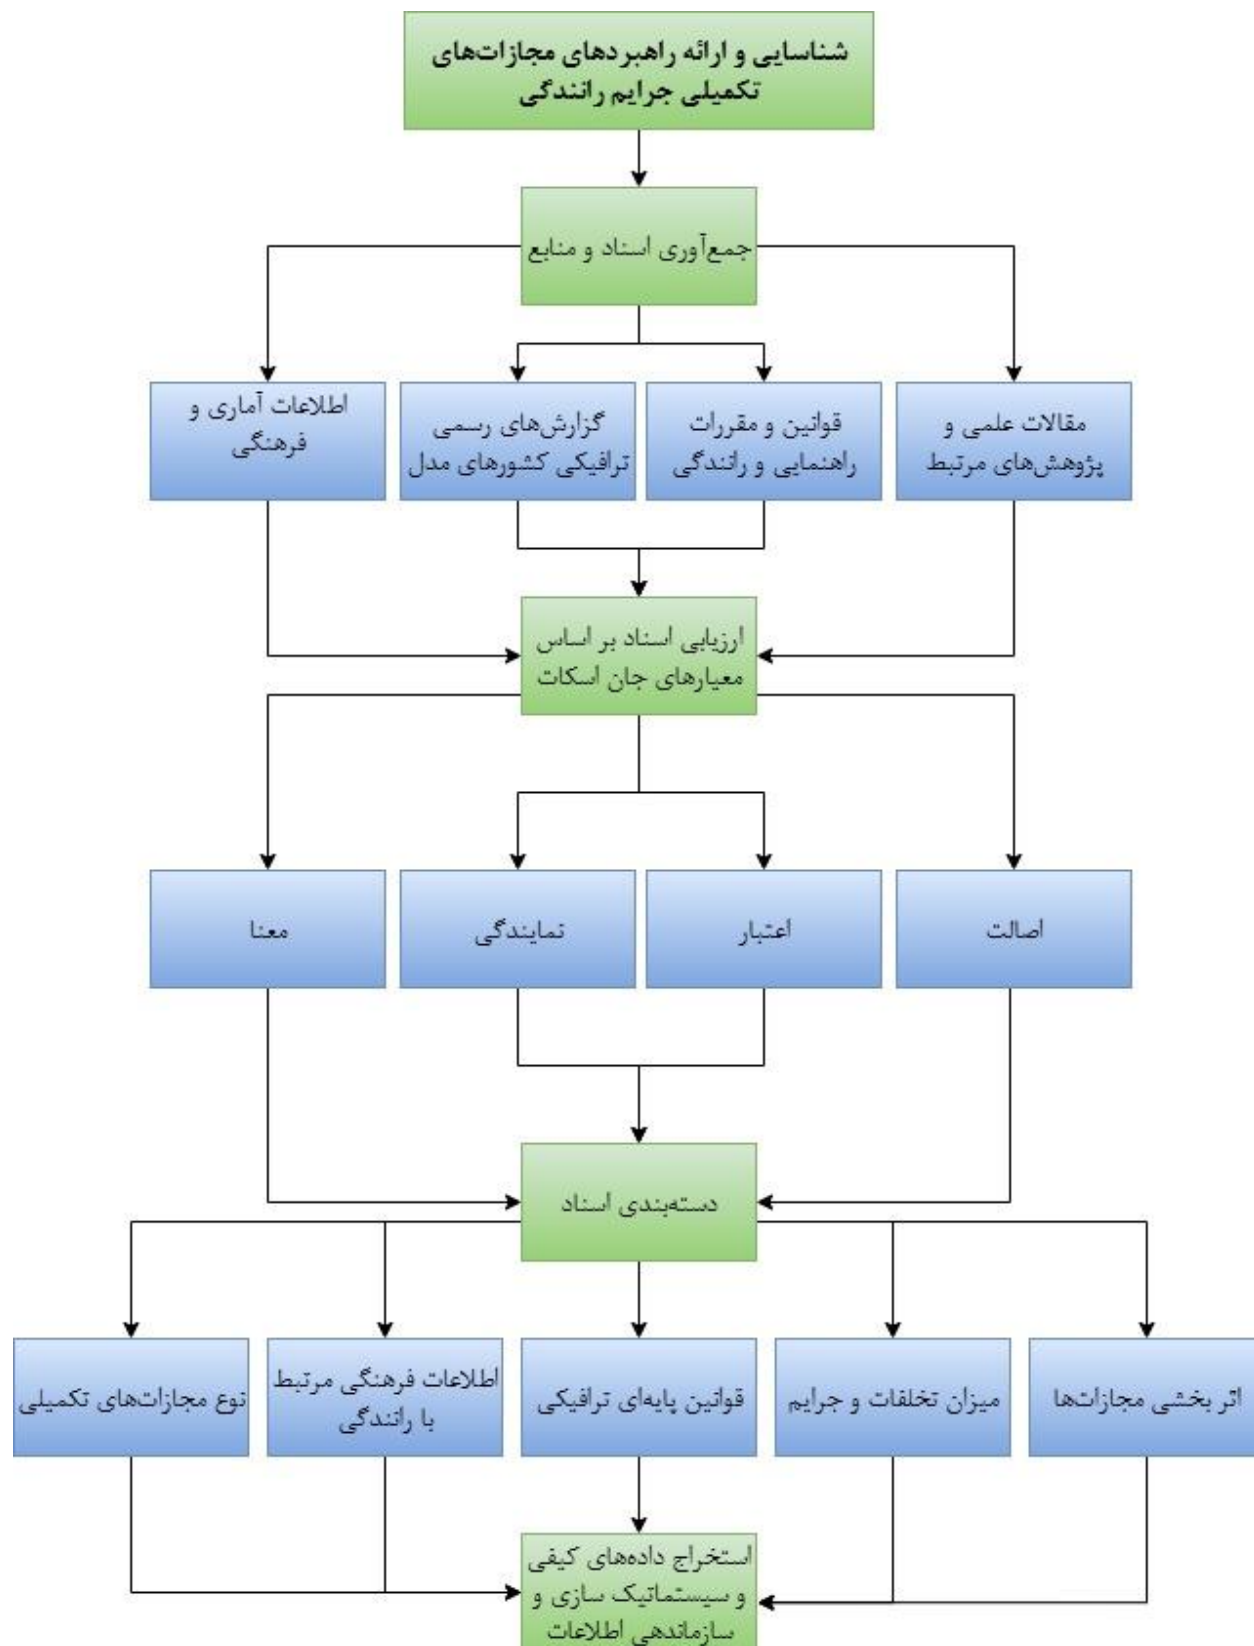 شناسایی و ارائه راهبردهای مجازات‌های
تکمیلی جرایم رانندگی
جمع‌آوری اسناد و منابع
مقالات علمی و
پژوهش‌های مرتبط
قوانین و مقررات
راهنمایی و رانندگی
گزارش‌های رسمی
ترافیکی کشورهای مدل
اطلاعات آماری و
فرهنگی
ارزیابی اسناد بر اساس
معیارهای جان اسکات
اصالت
اعتبار
نمایندگی
معنا
دسته‌بندی اسناد
اثر بخشی مجازات‌ها
میزان تخلفات و جرایم
قوانین پایه‌ای ترافیکی
اطلاعات فرهنگی مرتبط
با رانندگی
نوع مجازات‌های تکمیلی
استخراج داده‌های کیفی
و سیستماتیک سازی و
سازماندهی اطلاعات